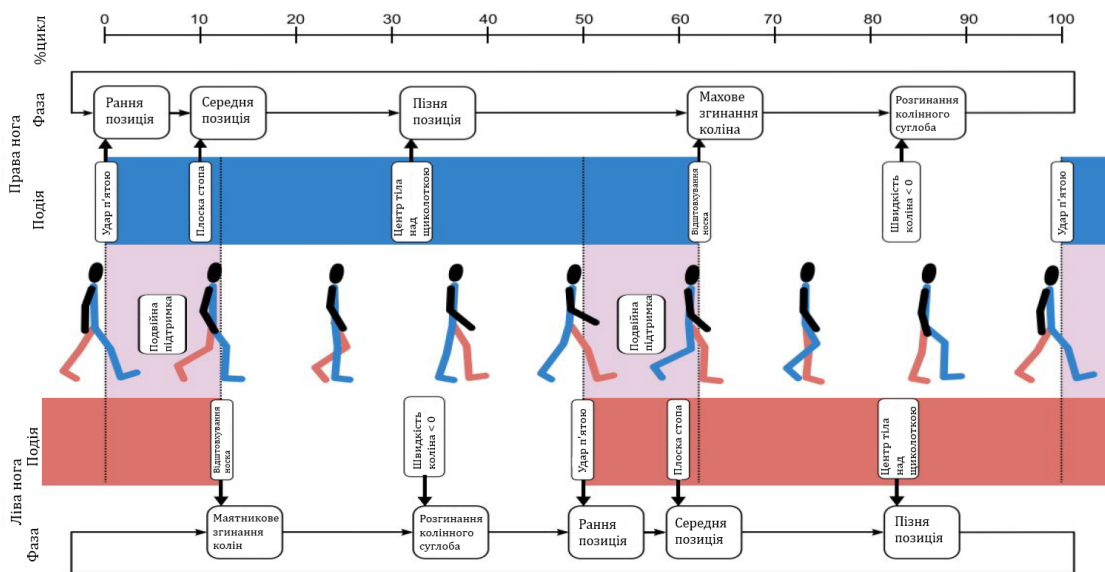 %цикл
0 10 20 30 40 50 60 70 80 90 100
Права нога
Фаза
Рання
позиція
Середня
позиція
Пізня
позиція
Махове
згинання
коліна
Розгинання
колінного
суглоба
Подія
Удар п'ятою
Плоска стопа
Центр тіла
над
щиколоткою
Відштовхування
носка
Швидкість
коліна < 0
Удар п'ятою
Подвійна
підтримка
Подвійна
підтримка
Ліва нога
Подія
Відштовхування
носка
Швидкість
коліна < 0
Удар п'ятою
Плоска стопа
Центр тіла
над
щиколоткою
Фаза
Маятникове
згинання
колін
Розгинання
колінного
суглоба
Рання
позиція
Середня
позиція
Пізня
позиція